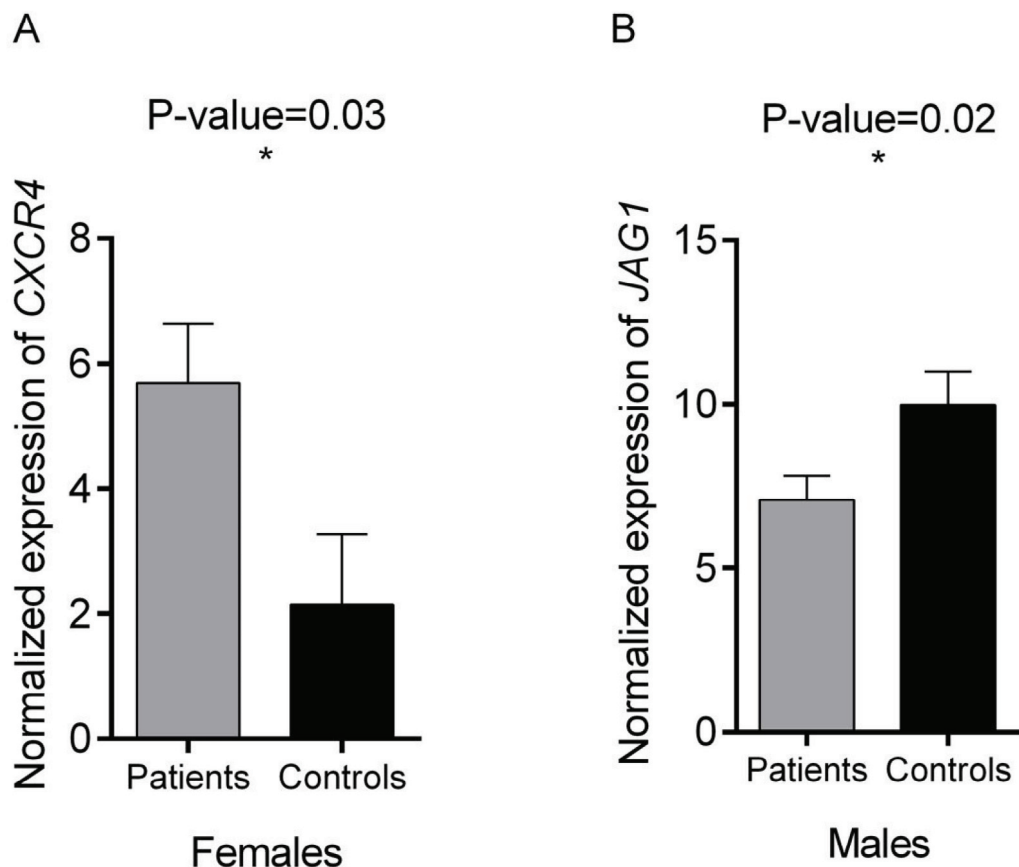 A
P-value=0.03
*
Normalized expression of CXCR4
8
6
4
2
0
Patients Controls
Females
B
P-value=0.02
*
Normalized expression of JAG1
15
10
5
0
Patients Controls
Males